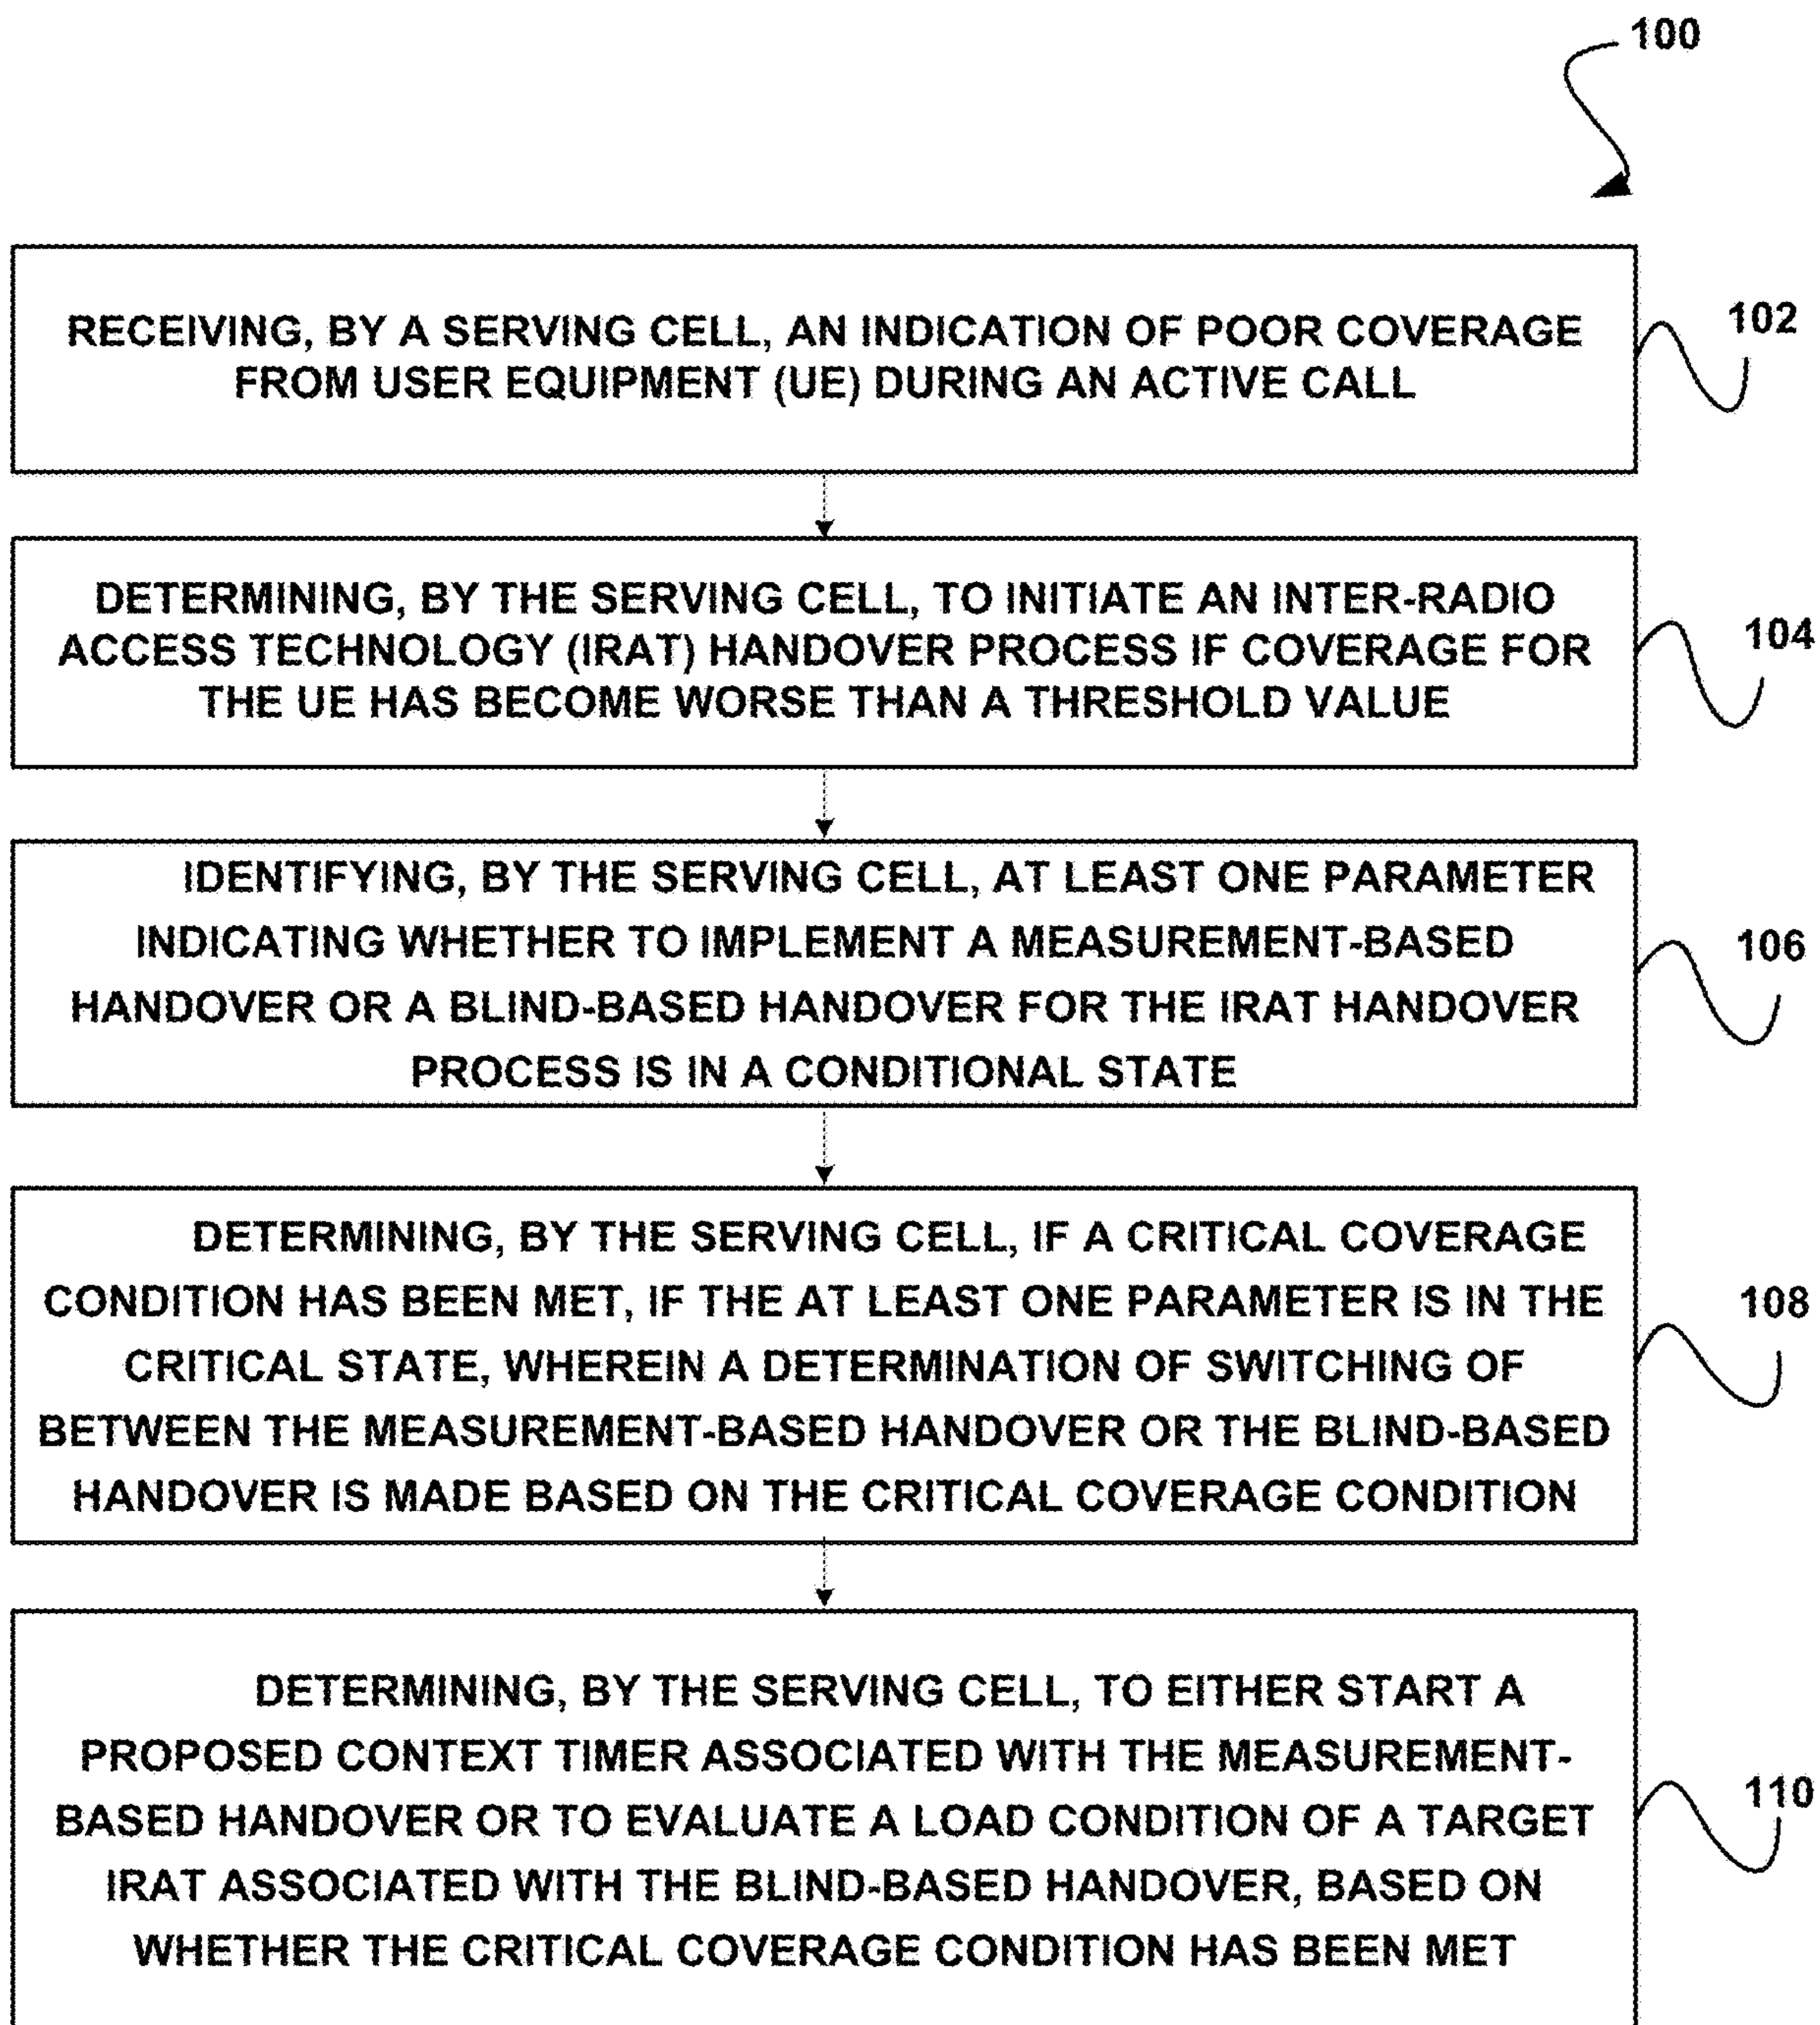 100
RECEIVING, BY A SERVING CELL, AN INDICATION OF POOR COVERAGE
FROM USER EQUIPMENT (UE) DURING AN ACTIVE CALL
102
DETERMINING, BY THE SERVING CELL, TO INITIATE AN INTER-RADIO
ACCESS TECHNOLOGY (IRAT) HANDOVER PROCESS IF COVERAGE FOR
THE UE HAS BECOME WORSE THAN A THRESHOLD VALUE
104
IDENTIFYING, BY THE SERVING CELL, AT LEAST ONE PARAMETER
INDICATING WHETHER TO IMPLEMENT A MEASUREMENT-BASED
HANDOVER OR A BLIND-BASED HANDOVER FOR THE IRAT HANDOVER
PROCESS IS IN A CONDITIONAL STATE
106
DETERMINING, BY THE SERVING CELL, IF A CRITICAL COVERAGE
CONDITION HAS BEEN MET, IF THE AT LEAST ONE PARAMETER IS IN THE
CRITICAL STATE, WHEREIN A DETERMINATION OF SWITCHING OF
BETWEEN THE MEASUREMENT-BASED HANDOVER OR THE BLIND-BASED
HANDOVER IS MADE BASED ON THE CRITICAL COVERAGE CONDITION
108
DETERMINING, BY THE SERVING CELL, TO EITHER START A
PROPOSED CONTEXT TIMER ASSOCIATED WITH THE MEASUREMENT-
BASED HANDOVER OR TO EVALUATE A LOAD CONDITION OF A TARGET
IRAT ASSOCIATED WITH THE BLIND-BASED HANDOVER, BASED ON
WHETHER THE CRITICAL COVERAGE CONDITION HAS BEEN MET
110